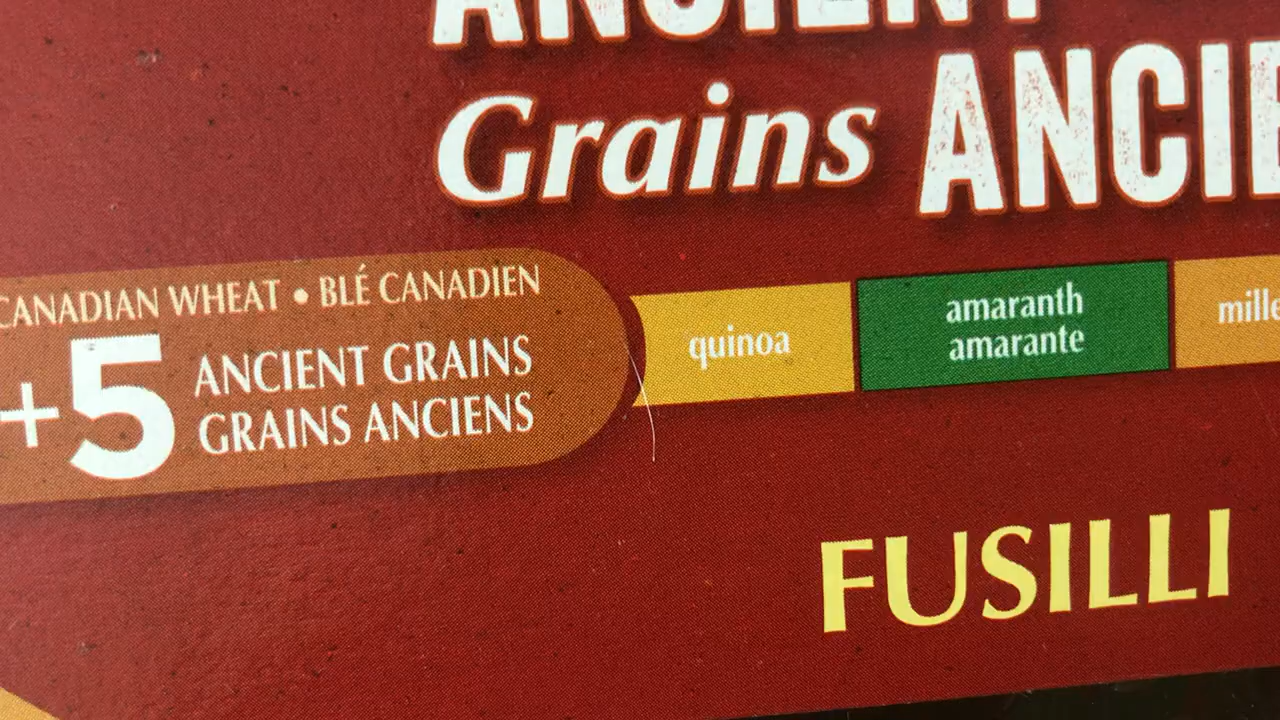 ANCIENT
Grains ANCIE
CANADIAN WHEAT • BLÉ CANADIEN
+5 ANCIENT GRAINS
GRAINS ANCIENS
quinoa
amaranth
amarante
mille
FUSILLI